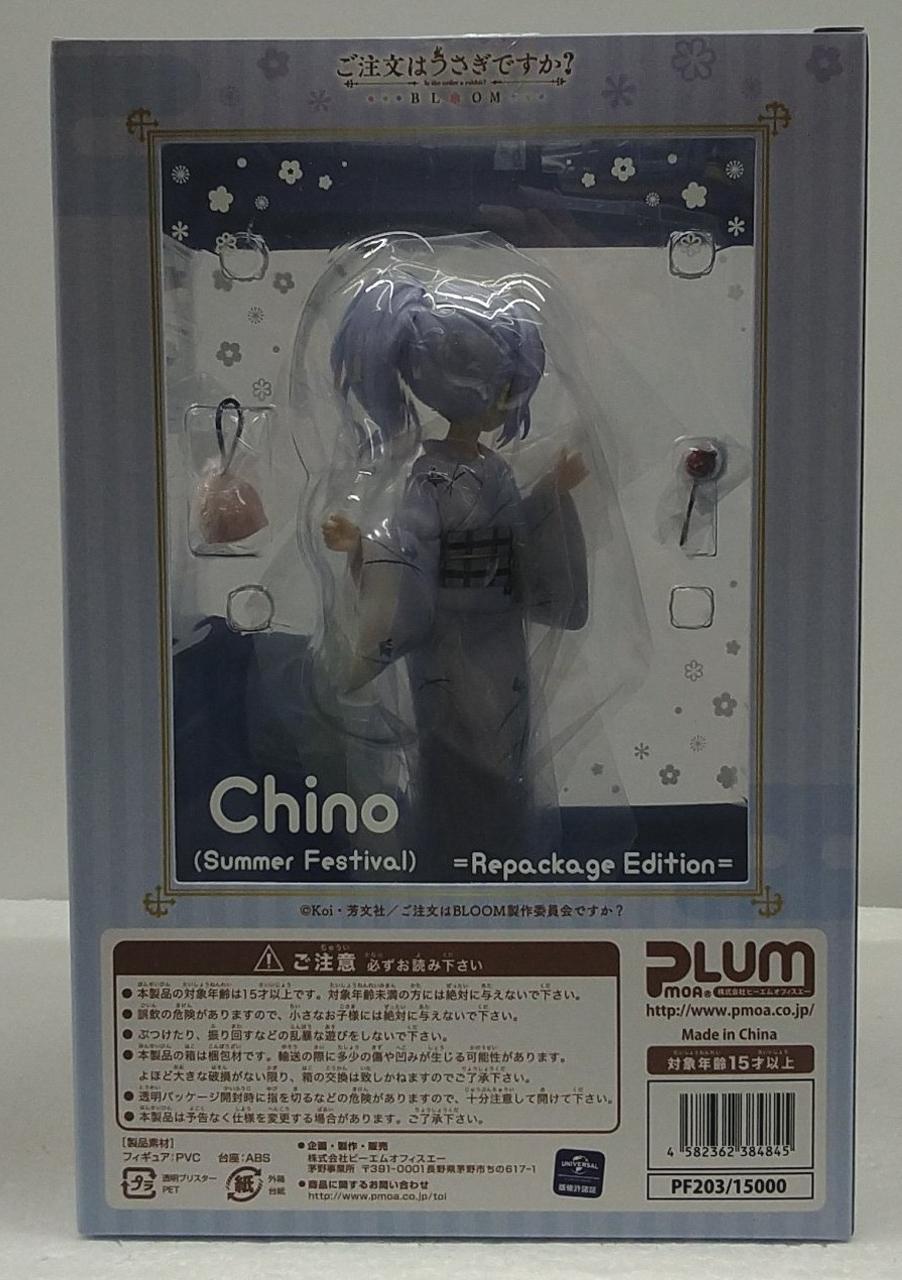 ご注文はうさぎですか?
Is the order a rabbit?
BLOOM
Chino
(Summer Festival)
=Repackage Edition=
©Koi・芳文社／ご注文はBLOOM製作委員会ですか？
ご注意 必ずお読み下さい
●本製品の対象年齢は15才以上です。対象年齢未満の方には絶対に与えないで下さい。
●誤飲の危険がありますので、小さなお子様には絶対に与えないで下さい。
●ぶつけたり、振り回すなどの乱暴な遊びをしないで下さい。
●本製品の箱は梱包材です。輸送の際に多少の傷や凹みが生じる可能性があります。
よほど大きな破損がない限り、箱の交換は致しかねますのでご了承下さい。
●透明パッケージ開封時に指を切るなどの危険がありますので、十分注意して開けて下さい。
●本製品は予告なく仕様を変更する場合があります。ご了承下さい。
[製品素材]
フィギュア:PVC 台座:ABS
プラ
透明ブリスター
PET
紙
外箱
台紙
●企画・製作・販売
株式会社ピーエムオフィスエー
茅野事業所 〒391-0001長野県茅野市ちの617-1
●商品に関するお問い合わせ
http://www.pmoa.co.jp/toi
UNIVERSAL
版権許諾証
PLUM
PMOA® 株式会社ピーエムオフィスエー
http://www.pmoa.co.jp/
Made in China
対象年齢15才以上
4 582362 384845
PF203/15000